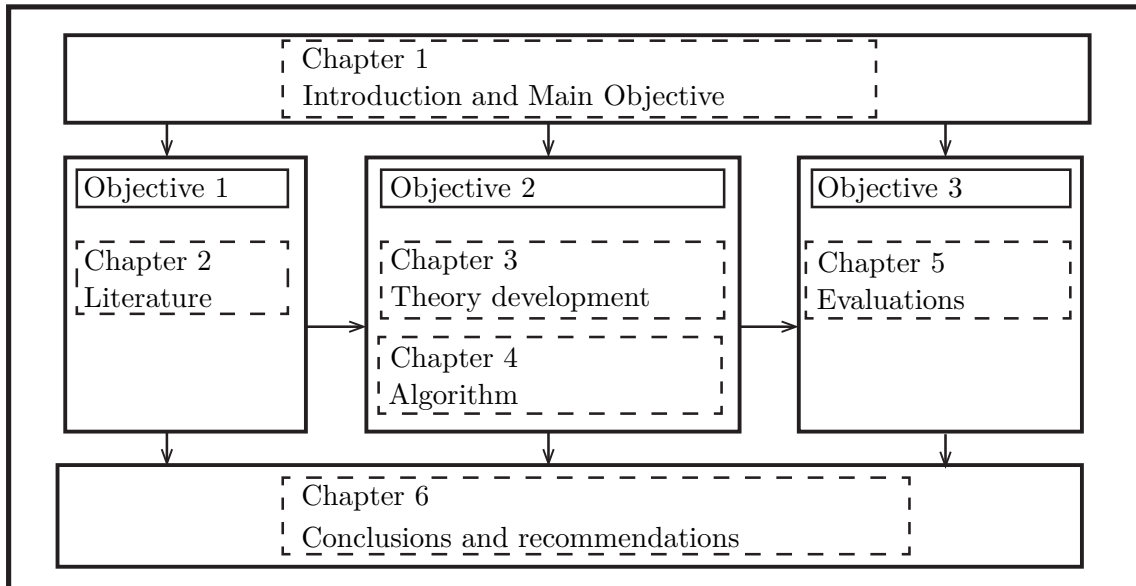 Chapter 1
Introduction and Main Objective
Objective 1
Chapter 2
Literature
Objective 2
Chapter 3
Theory development
Chapter 4
Algorithm
Objective 3
Chapter 5
Evaluations
Chapter 6
Conclusions and recommendations